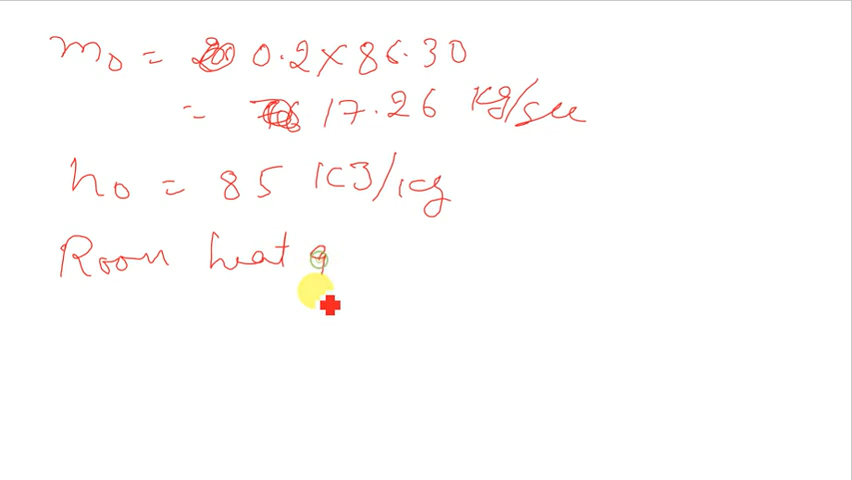 m₀ = 0.2×86.30
= 17.26 Kg/sec
h₀ = 85 KJ/Kg
Room heat g